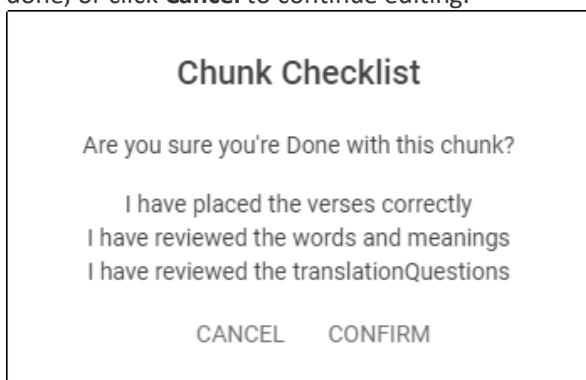 done, or click Cancel to continue editing.
Chunk Checklist
Are you sure you're Done with this chunk?
I have placed the verses correctly
I have reviewed the words and meanings
I have reviewed the translationQuestions
CANCEL CONFIRM